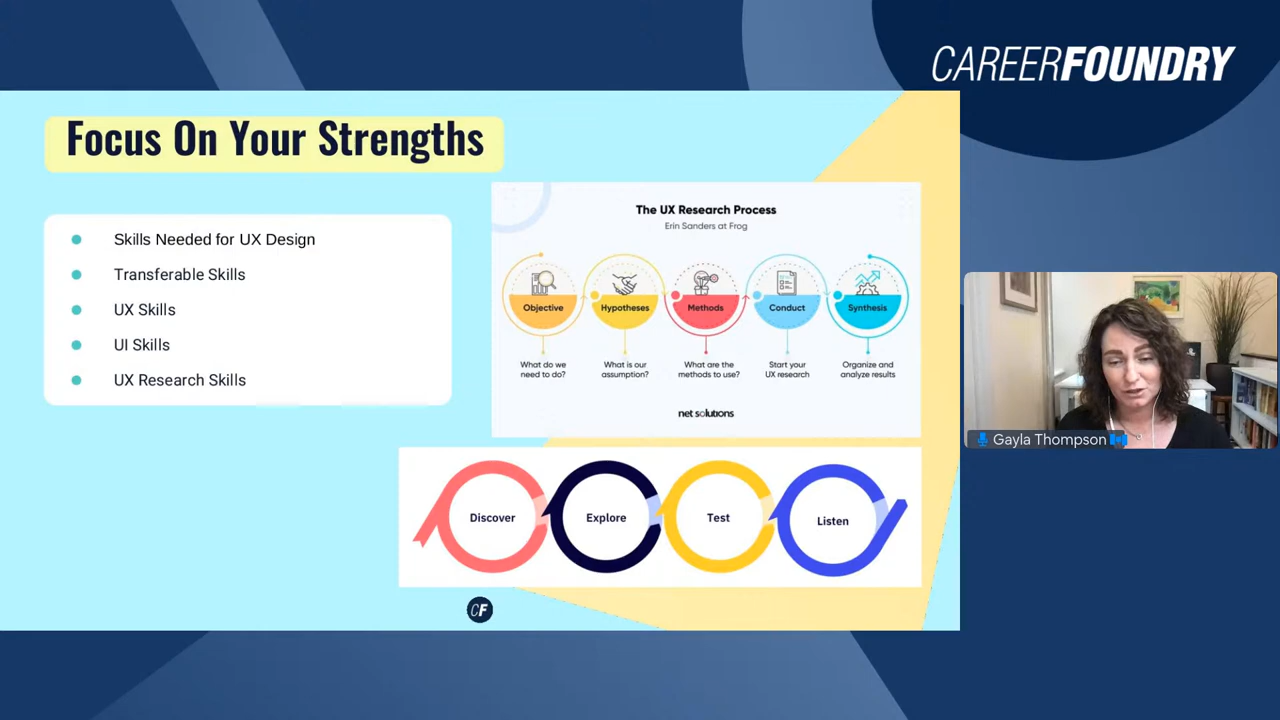 CAREERFOUNDRY
Focus On Your Strengths
Skills Needed for UX Design
Transferable Skills
UX Skills
UI Skills
UX Research Skills
The UX Research Process
Erin Sanders at Frog
Objective
Hypotheses
Methods
Conduct
Synthesis
What do we
need to do?
What is our
assumption?
What are the
methods to use?
Start your
UX research
Organize and
analyze results
net solutions
Discover
Explore
Test
Listen
CF
Gayla Thompson